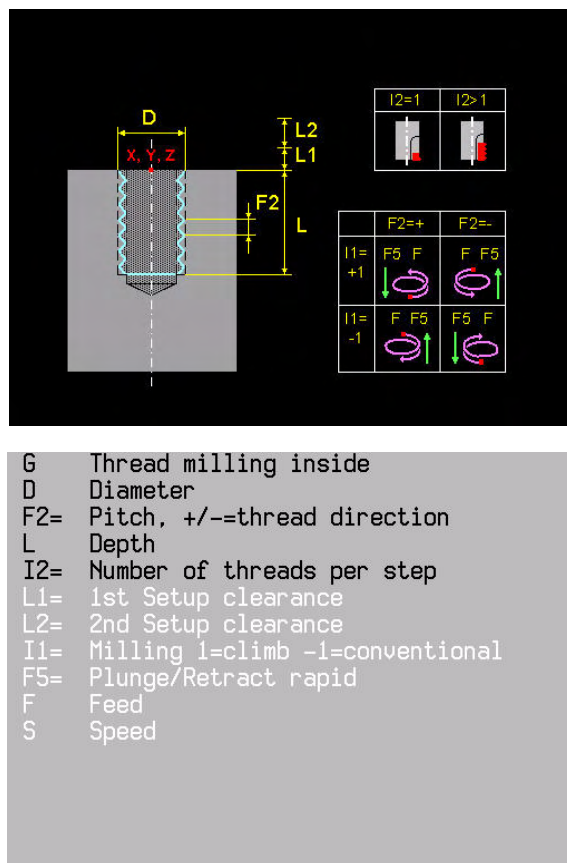 I2=1 I2>1
D
L2
X, Y, Z
L1
F2
L
F2=+ F2=-
I1= F5 F F F5
+1
I1= F F5 F5 F
-1
G Thread milling inside
D Diameter
F2= Pitch, +/-=thread direction
L Depth
I2= Number of threads per step
L1= 1st Setup clearance
L2= 2nd Setup clearance
I1= Milling 1=climb -1=conventional
F5= Plunge/Retract rapid
F Feed
S Speed